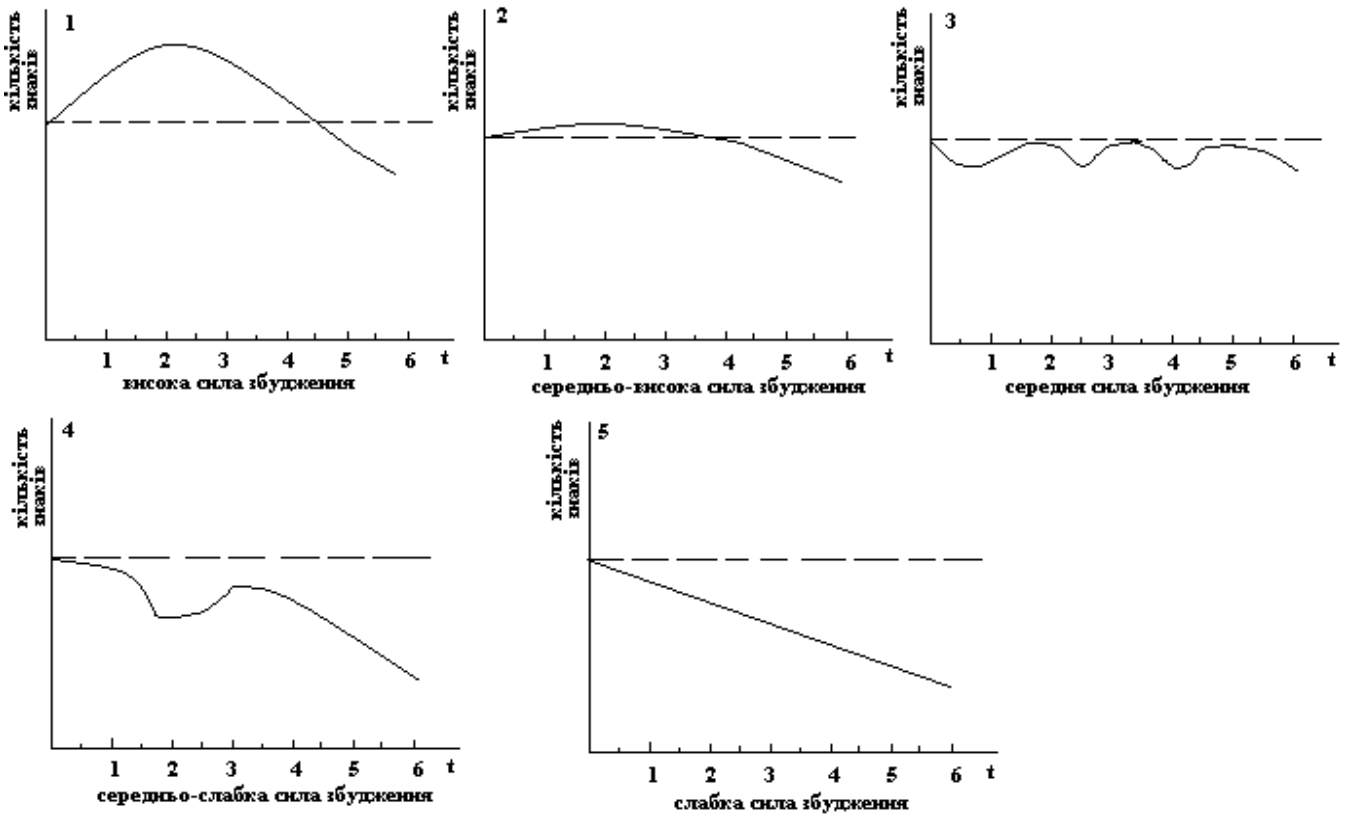 1
кількість
знаків
1 2 3 4 5 6 t
висока сила збудження
2
кількість
знаків
1 2 3 4 5 6 t
середньо-висока сила збудження
3
кількість
знаків
1 2 3 4 5 6 t
середня сила збудження
4
кількість
знаків
1 2 3 4 5 6 t
середньо-слабка сила збудження
5
кількість
знаків
1 2 3 4 5 6 t
слабка сила збудження